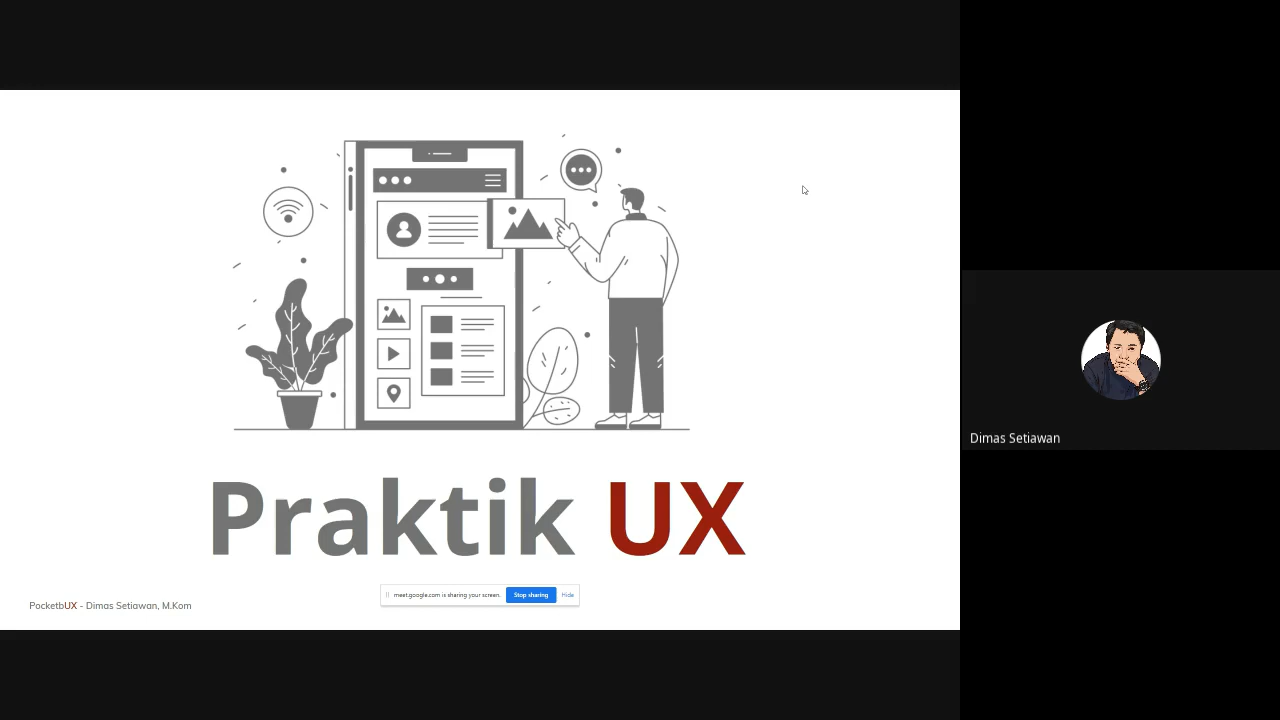 Praktik UX
meet.google.com is sharing your screen.
Stop sharing
Hide
PocketbUX - Dimas Setiawan, M.Kom
Dimas Setiawan